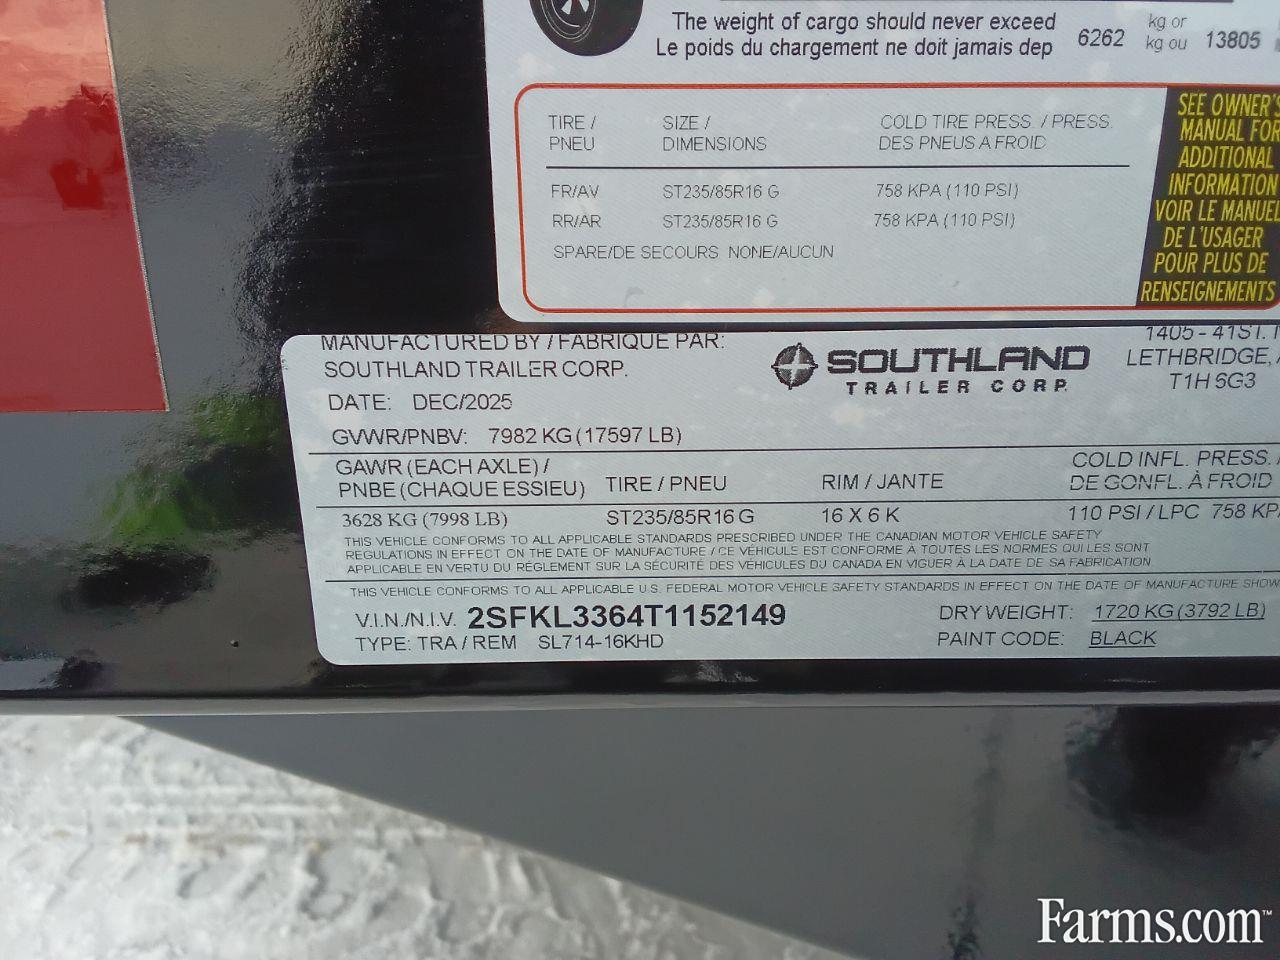 The weight of cargo should never exceed
Le poids du chargement ne doit jamais dep
6262 kg or
kg ou 13805
TIRE / SIZE / COLD TIRE PRESS. / PRESS.
PNEU DIMENSIONS DES PNEUS A FROID
FR/AV ST235/85R16 G 758 KPA (110 PSI)
RR/AR ST235/85R16 G 758 KPA (110 PSI)
SPARE/DE SECOURS NONE/AUCUN
SEE OWNER'S
MANUAL FOR
ADDITIONAL
INFORMATION
VOIR LE MANUEL
DE L'USAGER
POUR PLUS DE
RENSEIGNEMENTS
MANUFACTURED BY / FABRIQUE PAR:
SOUTHLAND TRAILER CORP.
SOUTHLAND
TRAILER CORP.
1405 - 41ST.
LETHBRIDGE,
T1H 6G3
DATE: DEC/2025
GVWR/PNBV: 7982 KG (17597 LB)
GAWR (EACH AXLE) / COLD INFL. PRESS. /
PNBE (CHAQUE ESSIEU) TIRE / PNEU RIM / JANTE DE GONFL. À FROID
3628 KG (7998 LB) ST235/85R16 G 16 X 6 K 110 PSI / LPC 758 KP
THIS VEHICLE CONFORMS TO ALL APPLICABLE STANDARDS PRESCRIBED UNDER THE CANADIAN MOTOR VEHICLE SAFETY
REGULATIONS IN EFFECT ON THE DATE OF MANUFACTURE / CE VÉHICULE EST CONFORME À TOUTES LES NORMES QUI LES SONT
APPLICABLE EN VERTU DU RÉGLEMENT SUR LA SÉCURITÉ DES VÉHICULES DU CANADA EN VIGUER À LA DATE DE SA FABRICATION
THIS VEHICLE CONFORMS TO ALL APPLICABLE U.S. FEDERAL MOTOR VEHICLE SAFETY STANDARDS IN EFFECT ON THE DATE OF MANUFACTURE SHOW
V.I.N./N.I.V. 2SFKL3364T1152149 DRY WEIGHT: 1720 KG (3792 LB)
TYPE: TRA / REM SL714-16KHD PAINT CODE: BLACK
Farms.com™